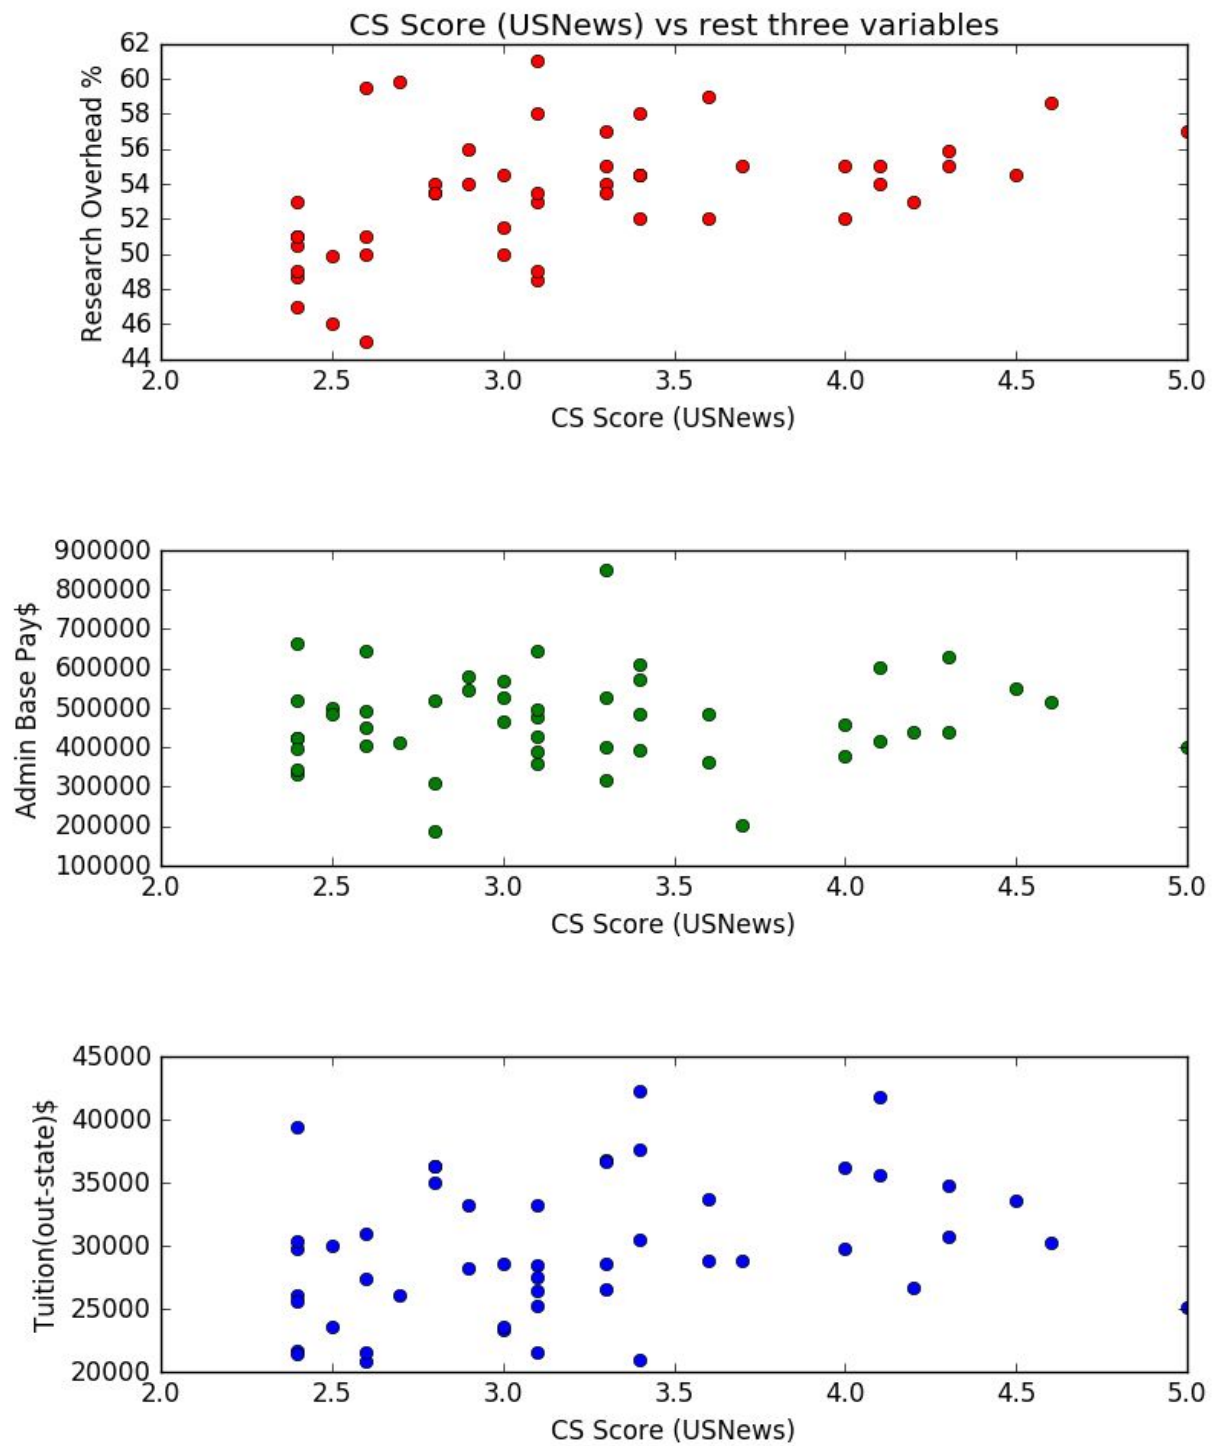 CS Score (USNews) vs rest three variables
62
60
58
56
54
52
50
48
46
44
Research Overhead %
2.0 2.5 3.0 3.5 4.0 4.5 5.0
CS Score (USNews)
900000
800000
700000
600000
500000
400000
300000
200000
100000
Admin Base Pay$
2.0 2.5 3.0 3.5 4.0 4.5 5.0
CS Score (USNews)
45000
40000
35000
30000
25000
20000
Tuition(out-state)$
2.0 2.5 3.0 3.5 4.0 4.5 5.0
CS Score (USNews)